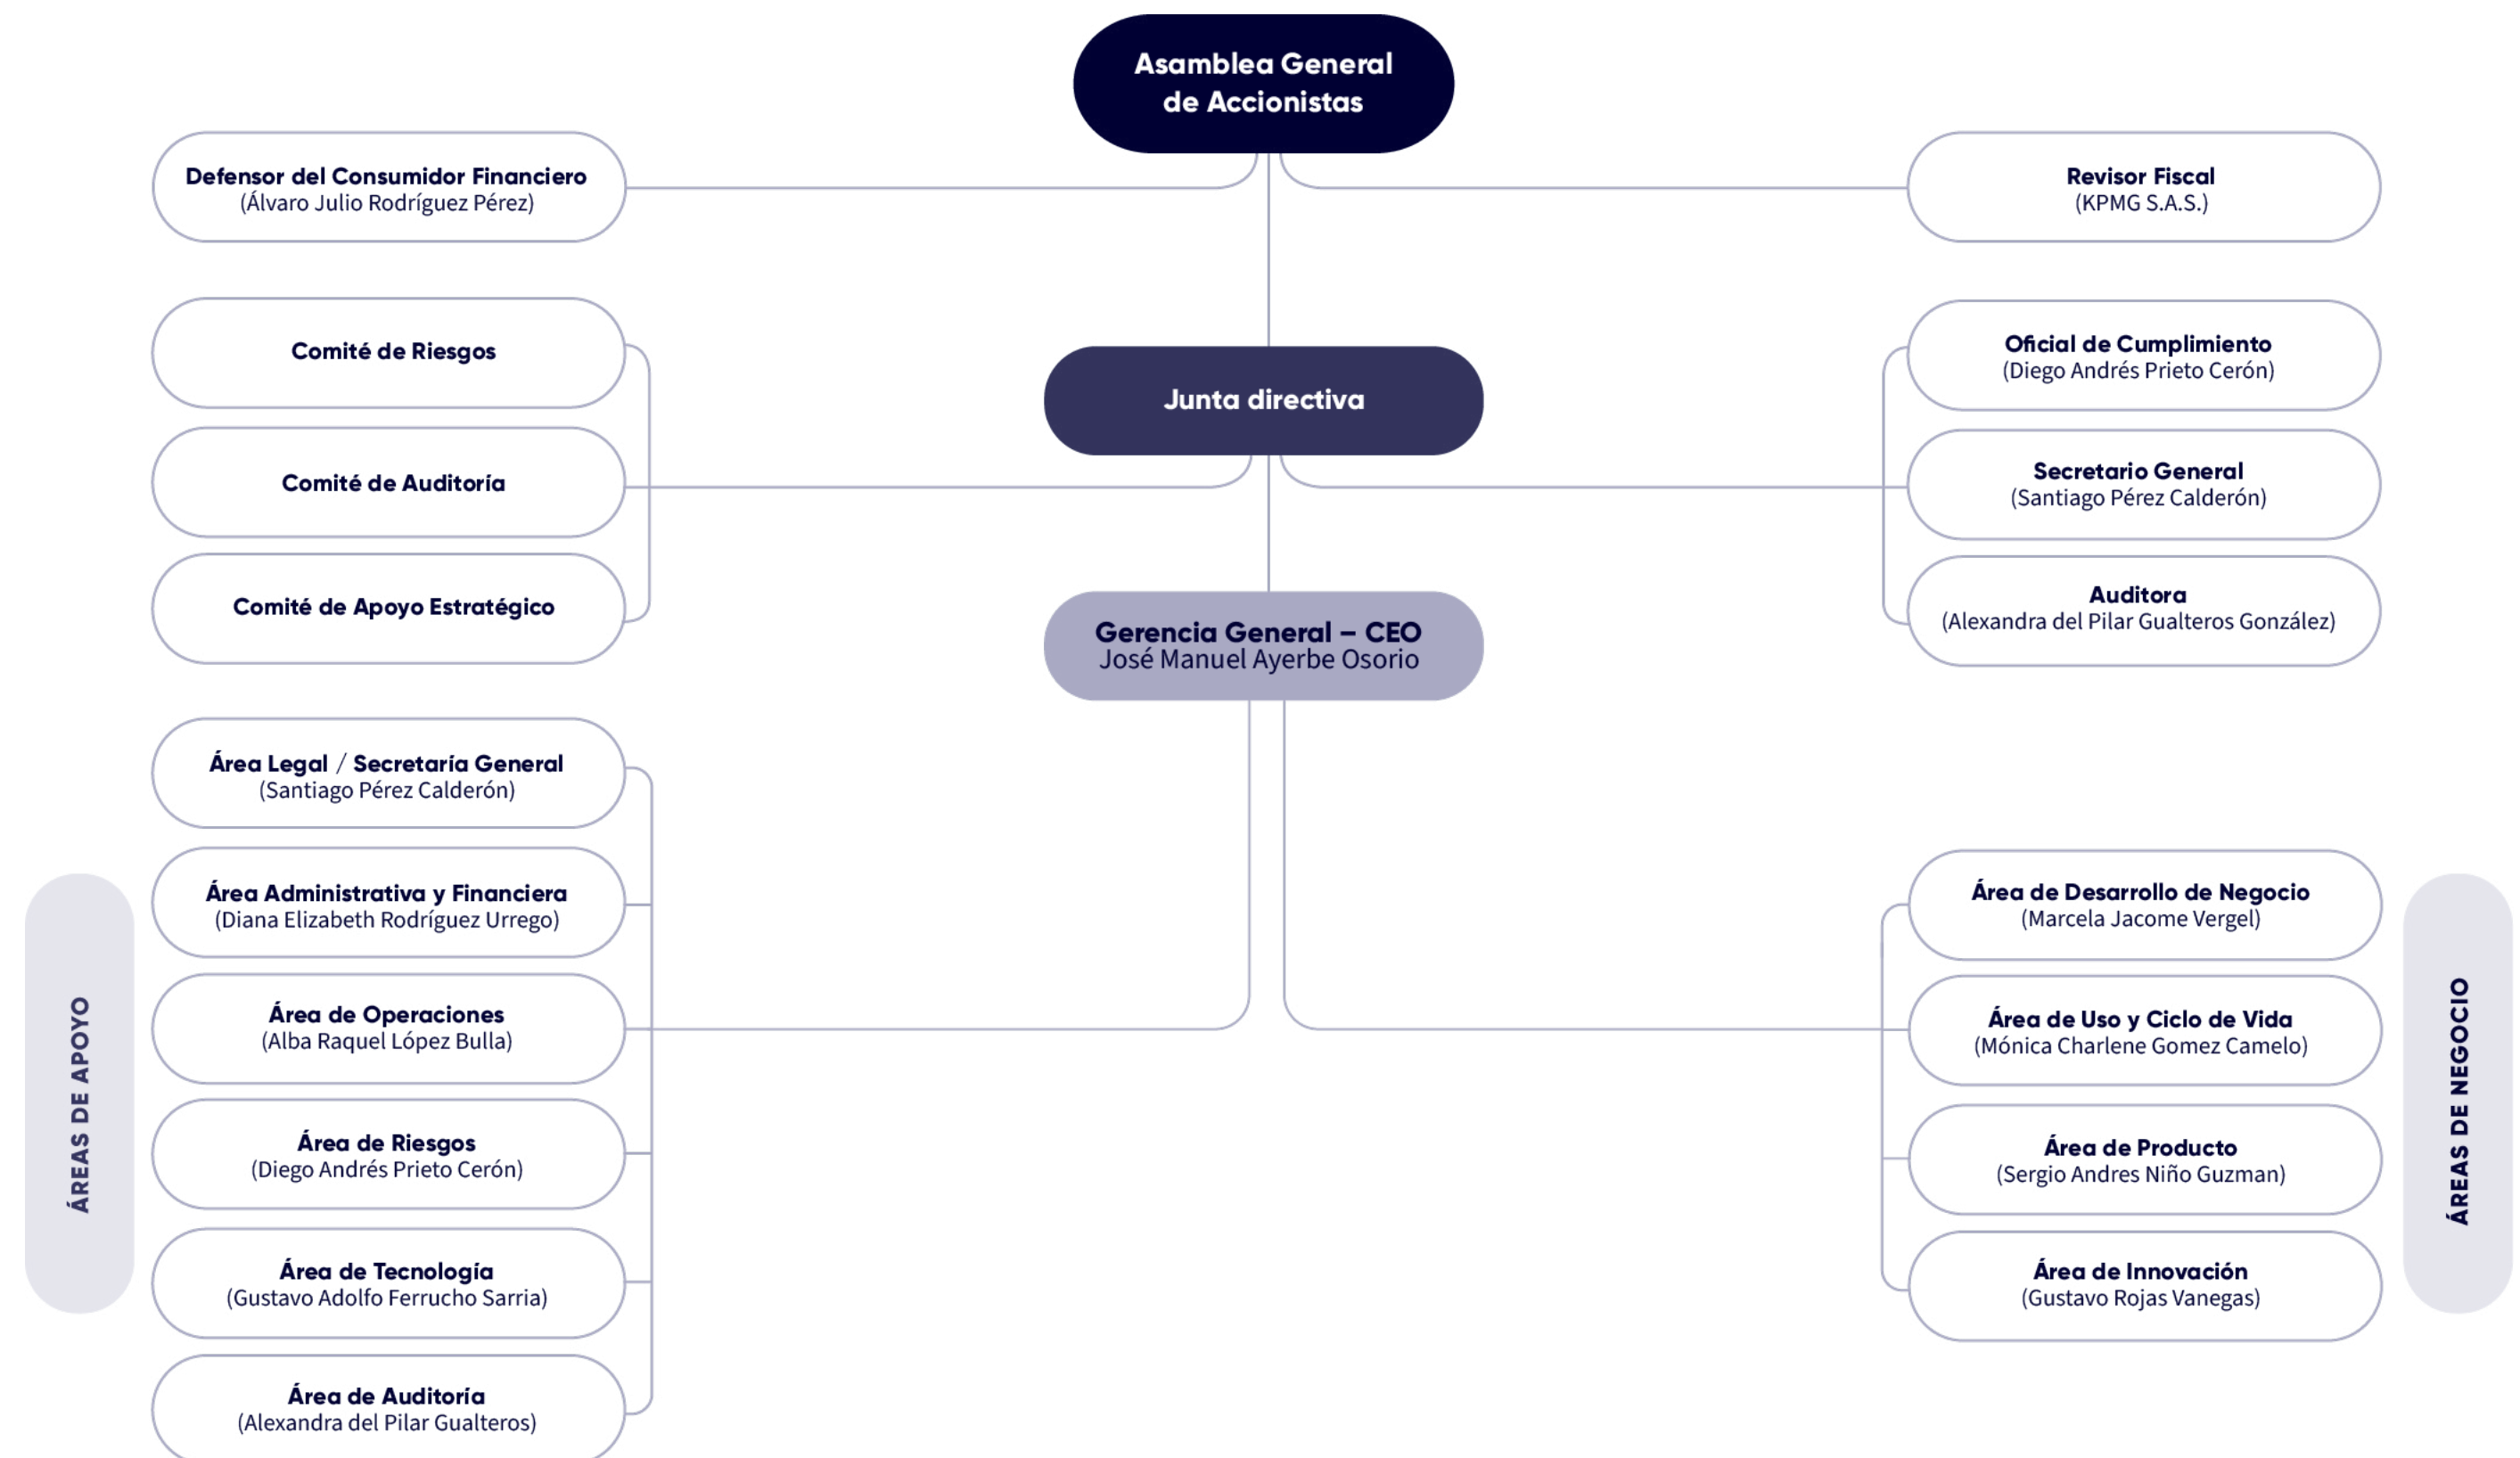 Asamblea General
de Accionistas
Defensor del Consumidor Financiero
(Álvaro Julio Rodríguez Pérez)
Revisor Fiscal
(KPMG S.A.S.)
Comité de Riesgos
Comité de Auditoría
Comité de Apoyo Estratégico
Junta directiva
Oficial de Cumplimiento
(Diego Andrés Prieto Cerón)
Secretario General
(Santiago Pérez Calderón)
Auditora
(Alexandra del Pilar Gualteros González)
Gerencia General – CEO
José Manuel Ayerbe Osorio
ÁREAS DE APOYO
Área Legal / Secretaría General
(Santiago Pérez Calderón)
Área Administrativa y Financiera
(Diana Elizabeth Rodríguez Urrego)
Área de Operaciones
(Alba Raquel López Bulla)
Área de Riesgos
(Diego Andrés Prieto Cerón)
Área de Tecnología
(Gustavo Adolfo Ferrucho Sarria)
Área de Auditoría
(Alexandra del Pilar Gualteros)
Área de Desarrollo de Negocio
(Marcela Jacome Vergel)
Área de Uso y Ciclo de Vida
(Mónica Charlene Gomez Camelo)
Área de Producto
(Sergio Andres Niño Guzman)
Área de Innovación
(Gustavo Rojas Vanegas)
ÁREAS DE NEGOCIO